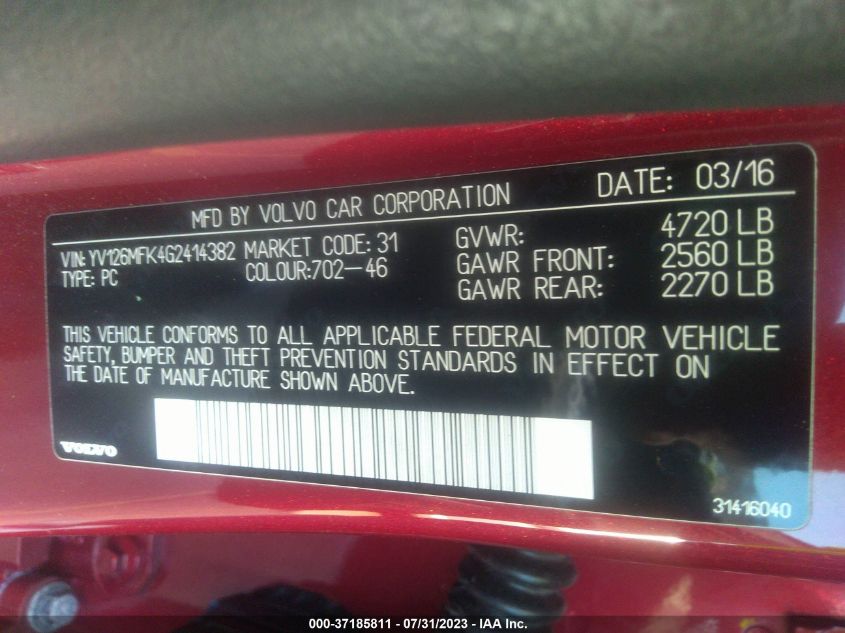 MFD BY VOLVO CAR CORPORATION DATE: 03/16
VIN: YV126MFK4G2414382 MARKET CODE: 31 GVWR: 4720 LB
TYPE: PC COLOUR:702-46 GAWR FRONT: 2560 LB
GAWR REAR: 2270 LB
THIS VEHICLE CONFORMS TO ALL APPLICABLE FEDERAL MOTOR VEHICLE
SAFETY, BUMPER AND THEFT PREVENTION STANDARDS IN EFFECT ON
THE DATE OF MANUFACTURE SHOWN ABOVE.
VOLVO
31416040
000-37185811 - 07/31/2023 - IAA Inc.